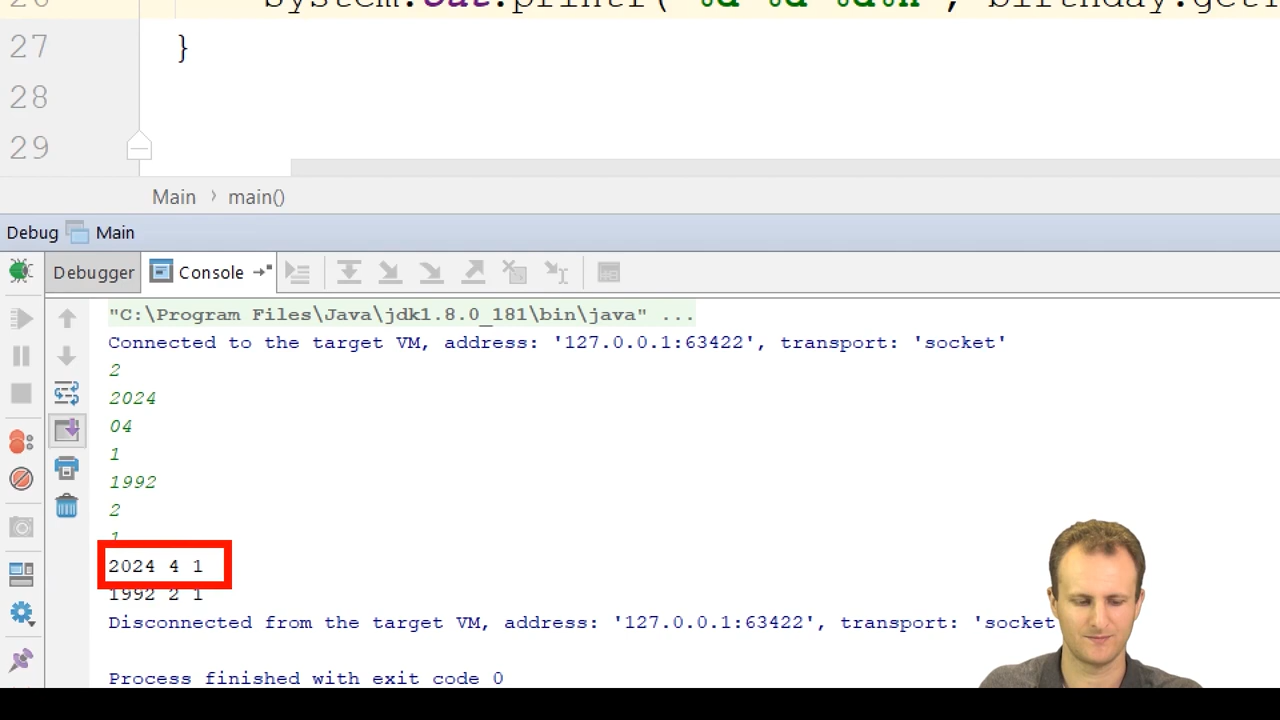 27 }
28
29
Main › main()
Debug Main
Debugger Console
"C:\Program Files\Java\jdk1.8.0_181\bin\java" ...
Connected to the target VM, address: '127.0.0.1:63422', transport: 'socket'
2
2024
04
1
1992
2
1
2024 4 1
1992 2 1
Disconnected from the target VM, address: '127.0.0.1:63422', transport: 'socket
Process finished with exit code 0